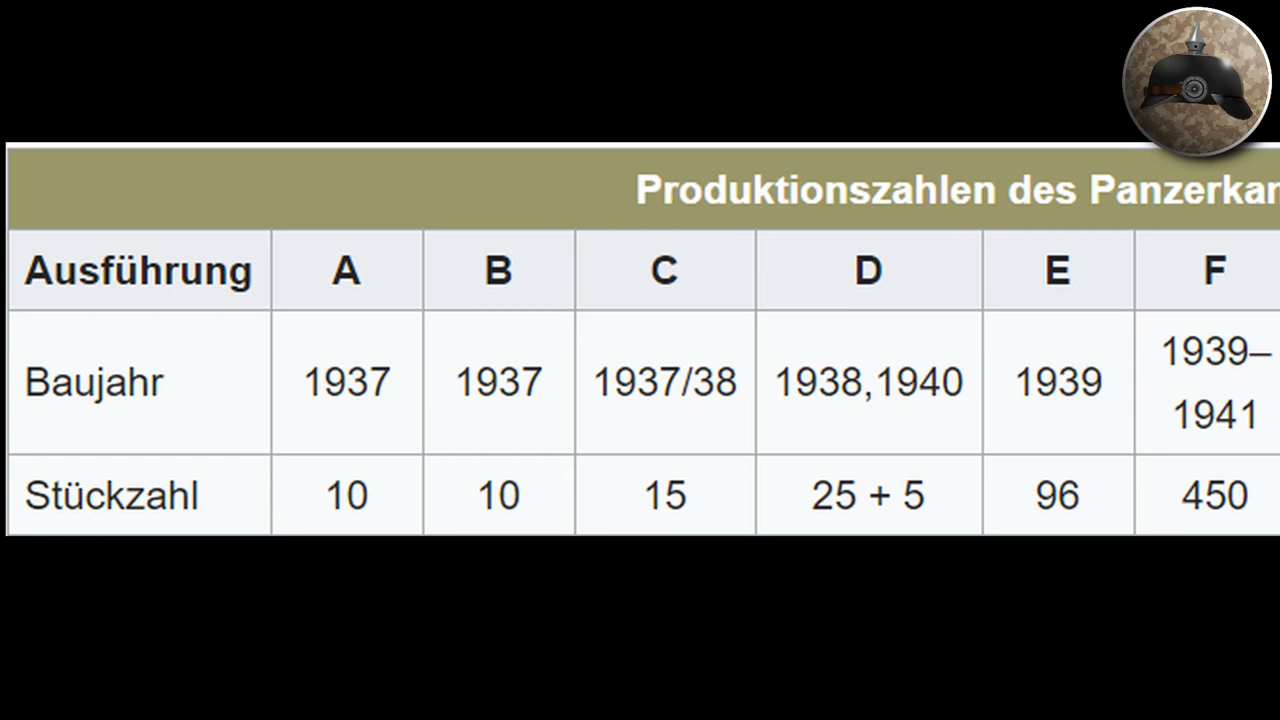 Produktionszahlen des
Ausführung A B C D E F
Baujahr 1937 1937 1937/38 1938,1940 1939 1939–
1941
Stückzahl 10 10 15 25 + 5 96 450